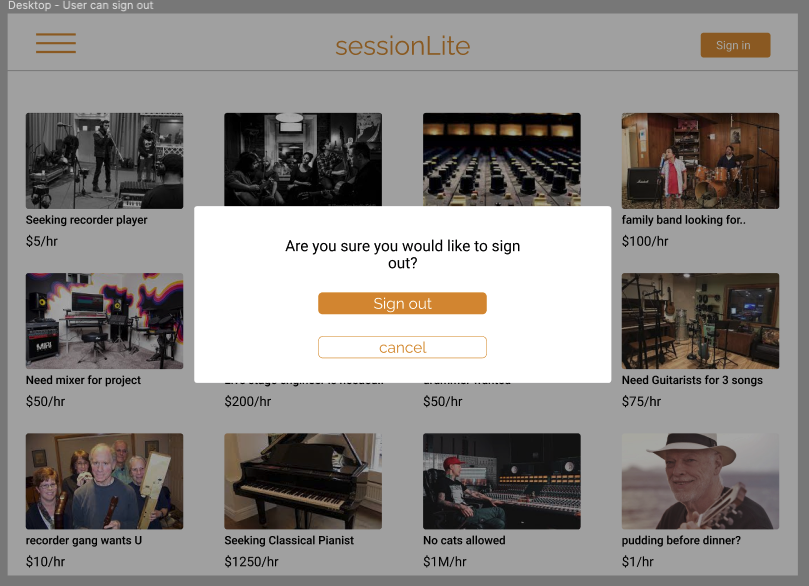 Desktop - User can sign out
sessionLite
Sign in
Seeking recorder player
$5/hr
family band looking for..
$100/hr
Are you sure you would like to sign
out?
Sign out
cancel
Need mixer for project
$50/hr
$200/hr
$50/hr
Need Guitarists for 3 songs
$75/hr
recorder gang wants U
$10/hr
Seeking Classical Pianist
$1250/hr
No cats allowed
$1M/hr
pudding before dinner?
$1/hr